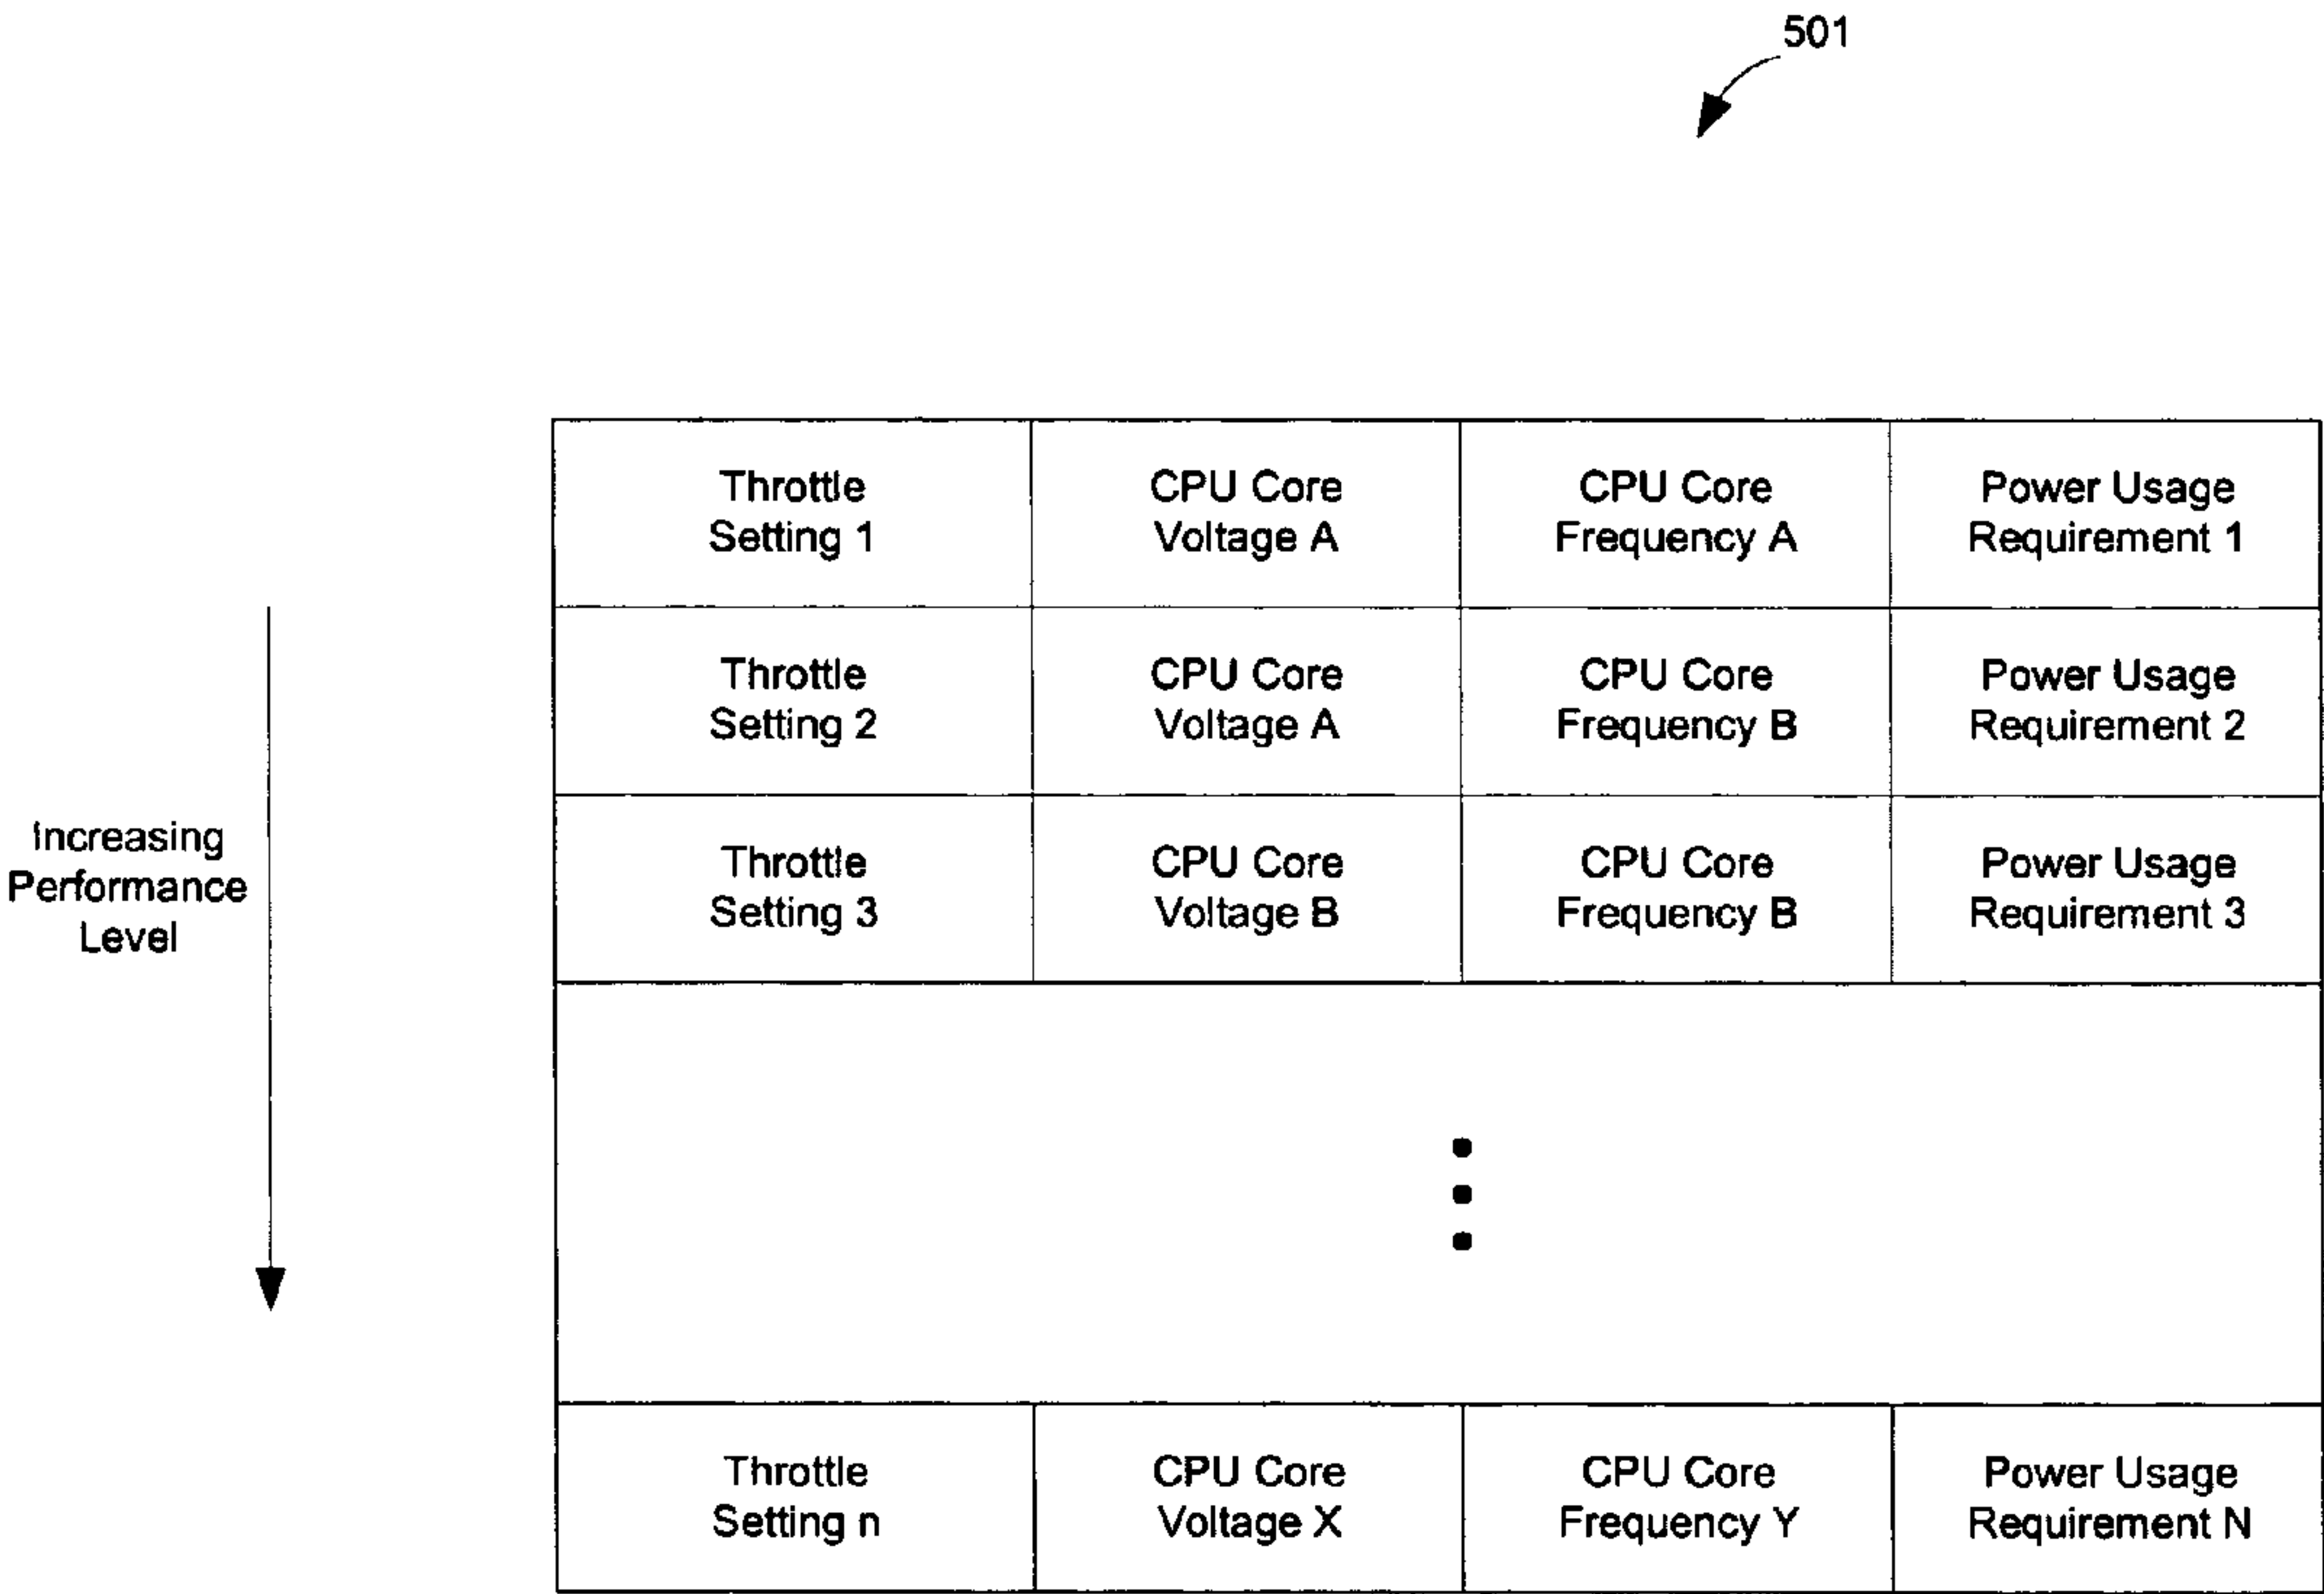 501
Throttle
Setting 1
CPU Core
Voltage A
CPU Core
Frequency A
Power Usage
Requirement 1
Throttle
Setting 2
CPU Core
Voltage A
CPU Core
Frequency B
Power Usage
Requirement 2
Increasing
Performance
Level
Throttle
Setting 3
CPU Core
Voltage B
CPU Core
Frequency B
Power Usage
Requirement 3
Throttle
Setting n
CPU Core
Voltage X
CPU Core
Frequency Y
Power Usage
Requirement N